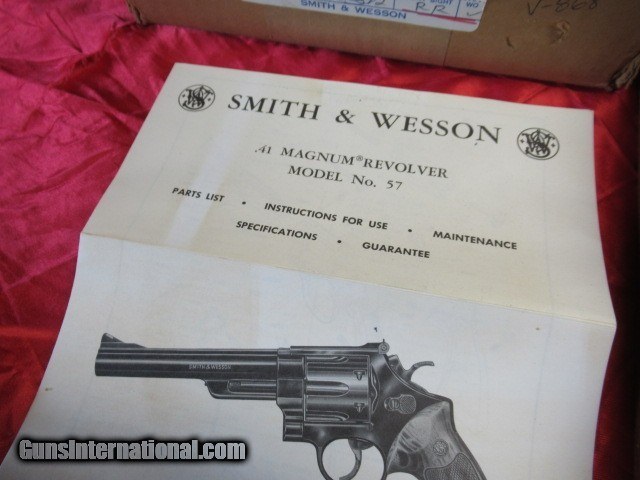 SMITH & WESSON
V-868
SMITH & WESSON
.41 MAGNUM® REVOLVER
MODEL No. 57
PARTS LIST • INSTRUCTIONS FOR USE • MAINTENANCE
SPECIFICATIONS • GUARANTEE
SMITH & WESSON
GunsInternational.com